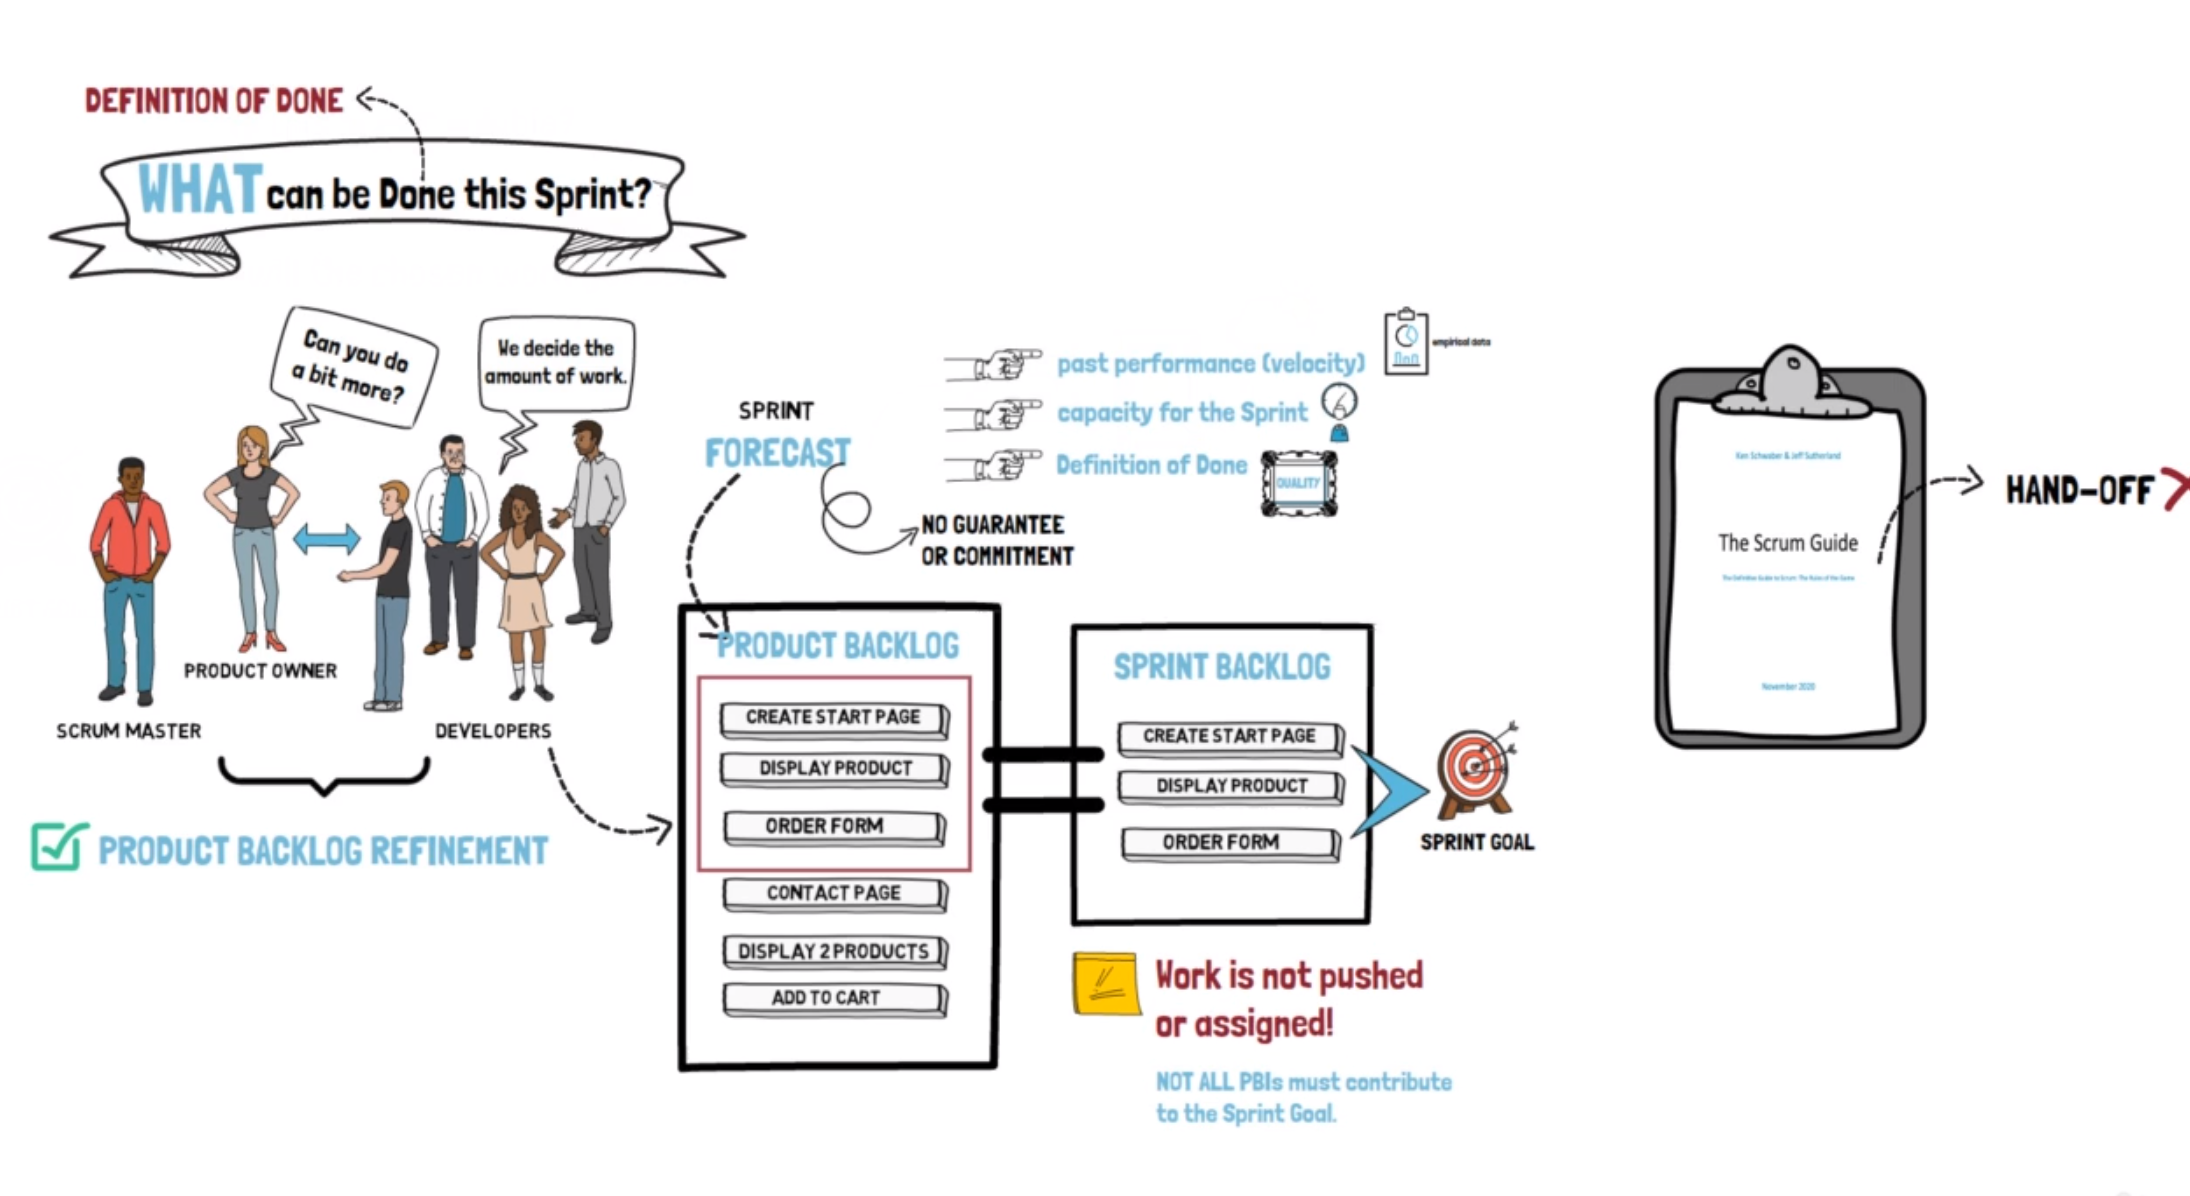 DEFINITION OF DONE
WHAT can be Done this Sprint?
Can you do
a bit more?
We decide the
amount of work.
SCRUM MASTER
PRODUCT OWNER
DEVELOPERS
PRODUCT BACKLOG REFINEMENT
SPRINT
FORECAST
NO GUARANTEE
OR COMMITMENT
past performance (velocity)
empirical data
capacity for the Sprint
Definition of Done
QUALITY
PRODUCT BACKLOG
CREATE START PAGE
DISPLAY PRODUCT
ORDER FORM
CONTACT PAGE
DISPLAY 2 PRODUCTS
ADD TO CART
SPRINT BACKLOG
CREATE START PAGE
DISPLAY PRODUCT
ORDER FORM
SPRINT GOAL
Work is not pushed
or assigned!
NOT ALL PBIs must contribute
to the Sprint Goal.
Ken Schwaber & Jeff Sutherland
The Scrum Guide
The Definitive Guide to Scrum: The Rules of the Game
November 2020
HAND-OFF